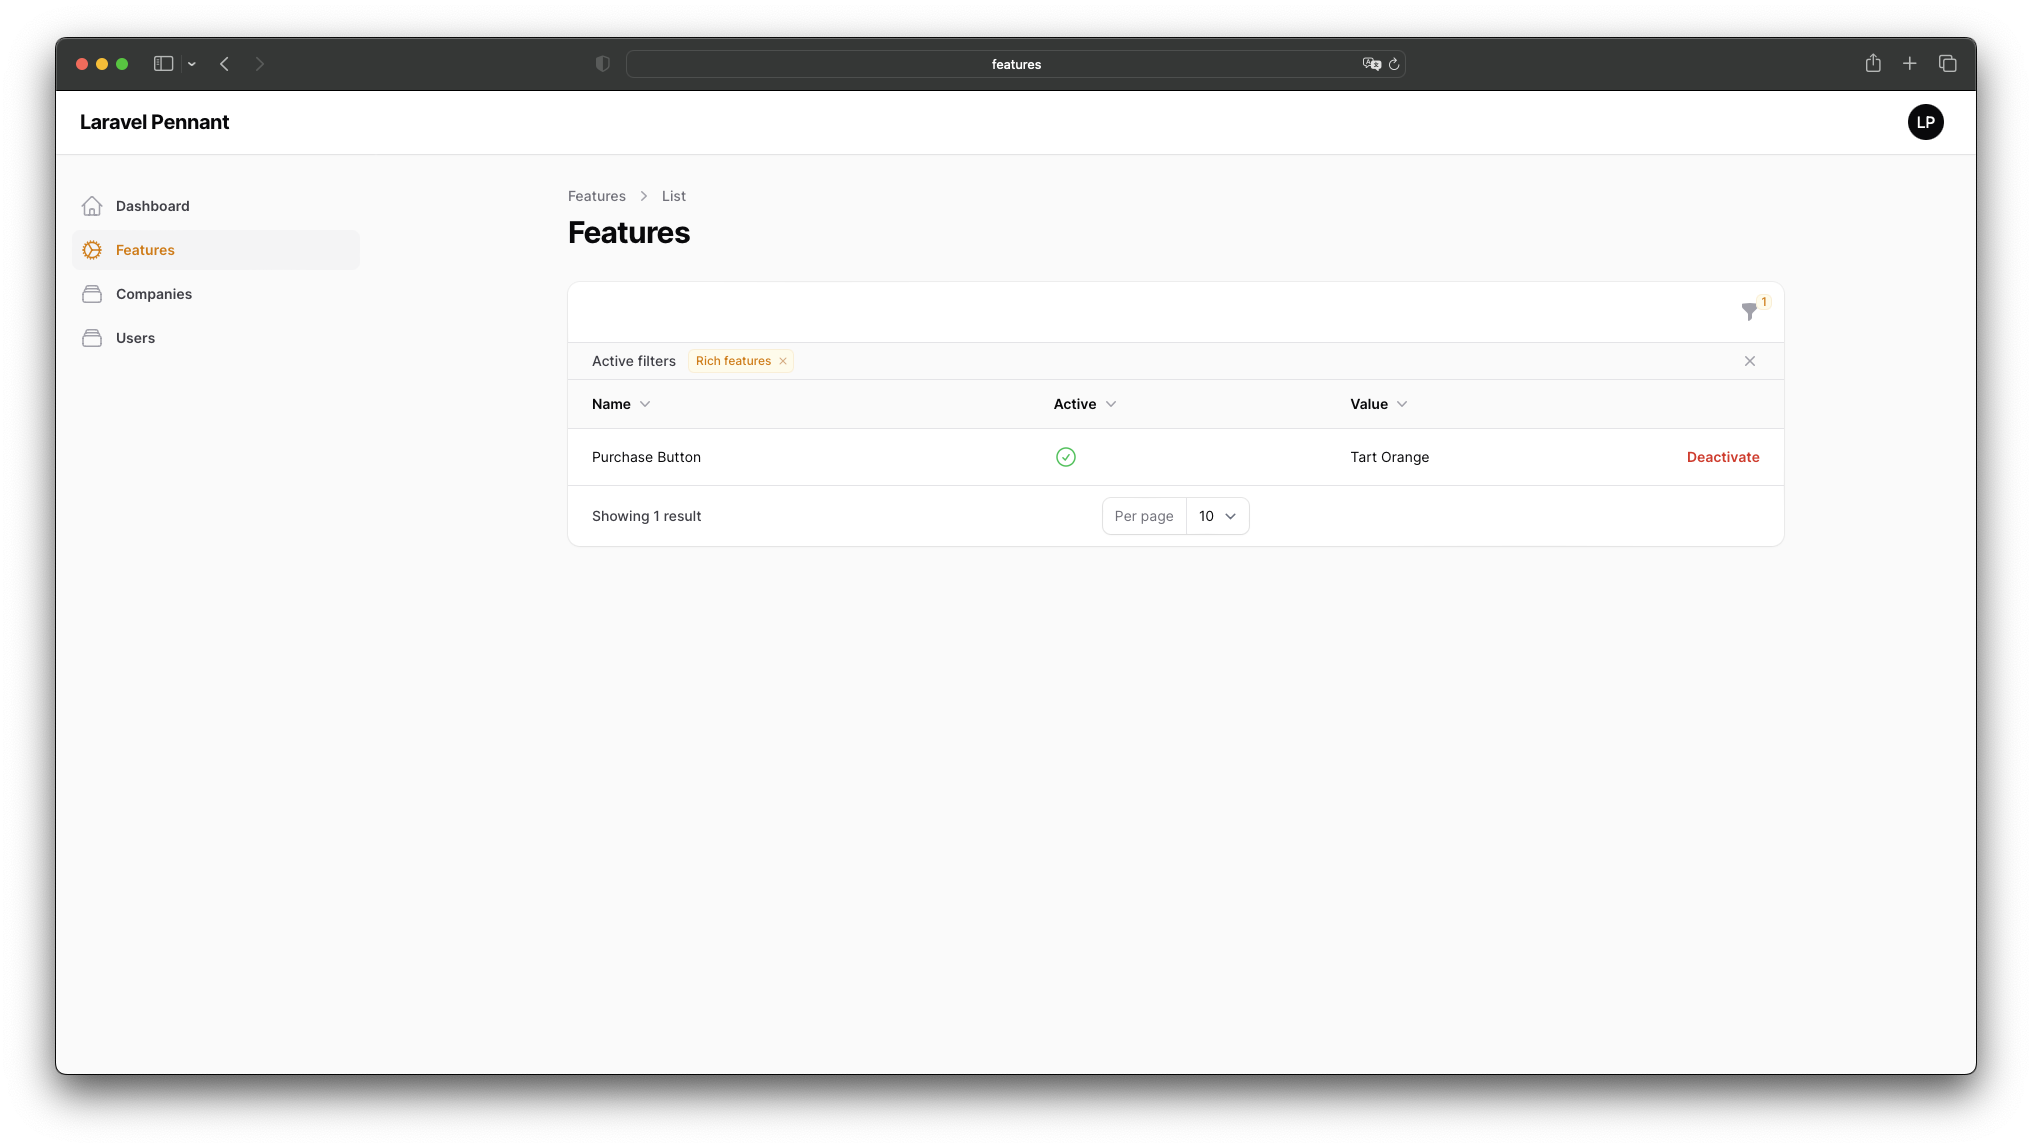 features
Laravel Pennant
LP
Dashboard
Features
Companies
Users
Features > List
Features
1
Active filters Rich features ×
Name Active Value
Purchase Button Tart Orange Deactivate
Showing 1 result Per page 10